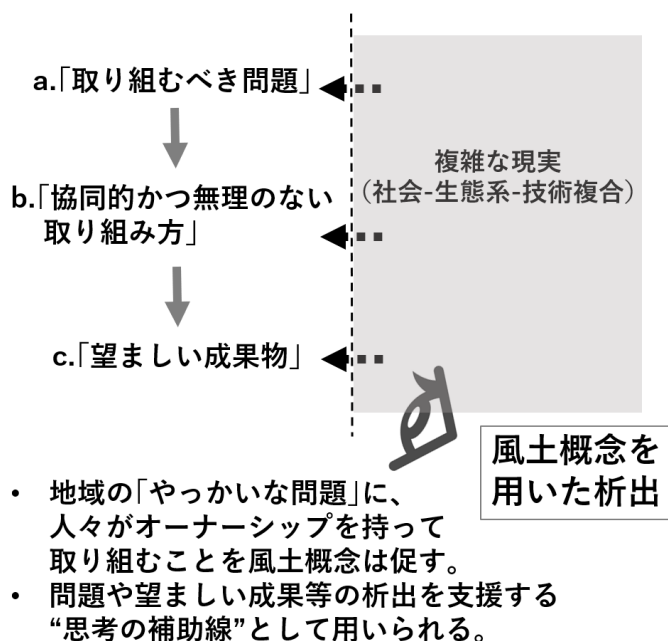 a.「取り組むべき問題」
b.「協同的かつ無理のない
取り組み方」
c.「望ましい成果物」
複雑な現実
（社会-生態系-技術複合）
風土概念を
用いた析出
• 地域の「やっかいな問題」に、
人々がオーナーシップを持って
取り組むことを風土概念は促す。
• 問題や望ましい成果等の析出を支援する
“思考の補助線”として用いられる。